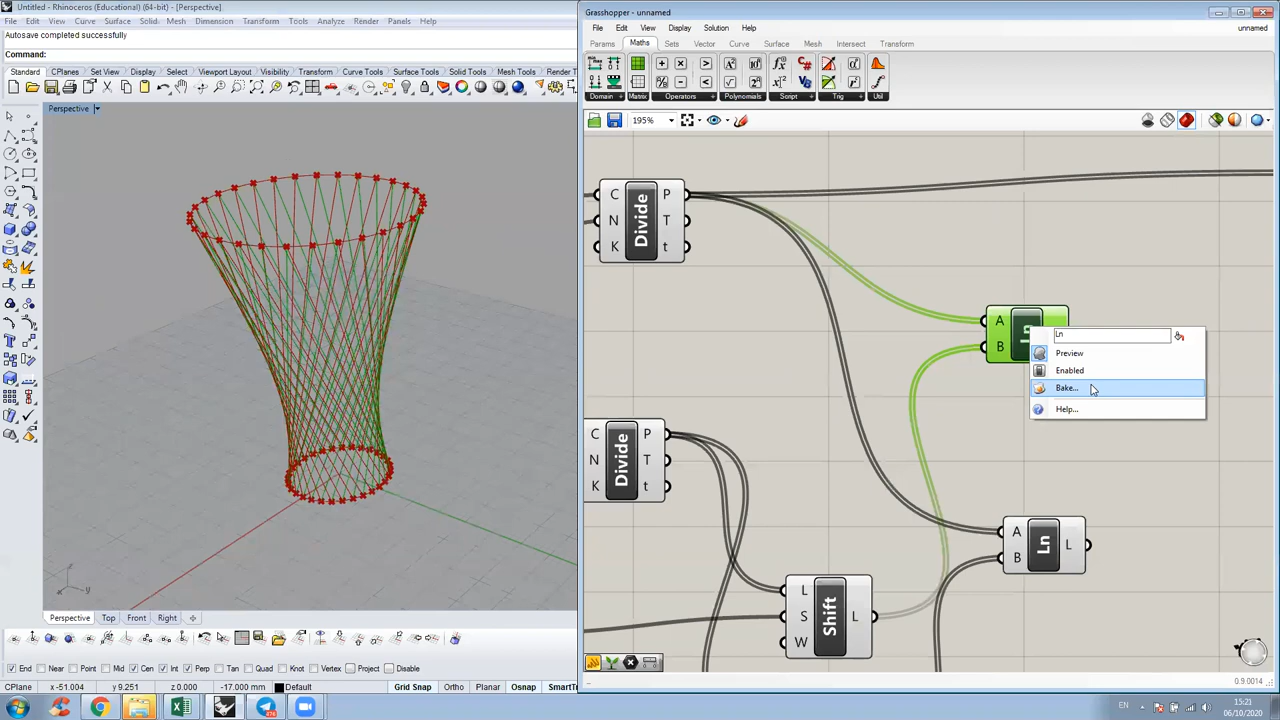 Untitled - Rhinoceros (Educational) (64-bit) - [Perspective]
File Edit View Curve Surface Solid Mesh Dimension Transform Tools Analyze Render Panels Help
Autosave completed successfully
Command:
Standard CPlanes Set View Display Select Viewport Layout Visibility Transform Curve Tools Surface Tools Solid Tools Mesh Tools Render T
Perspective
x y
Perspective Top Front Right
End Near Point Mid Cen Int Perp Tan Quad Knot Vertex Project Disable
CPlane x -51.004 y 9.251 z 0.000 -17.000 mm Default Grid Snap Ortho Planar Osnap SmartTr
Grasshopper - unnamed
File Edit View Display Solution Help unnamed
Params Maths Sets Vector Curve Surface Mesh Intersect Transform
Domain Matrix Operators Polynomials Script Trig Util
195%
C N K Divide P T t
A B
Ln
Preview
Enabled
Bake...
Help...
C N K Divide P T t
A B Ln L
L S W Shift L
0.9.0014
EN
15:21
06/10/2020